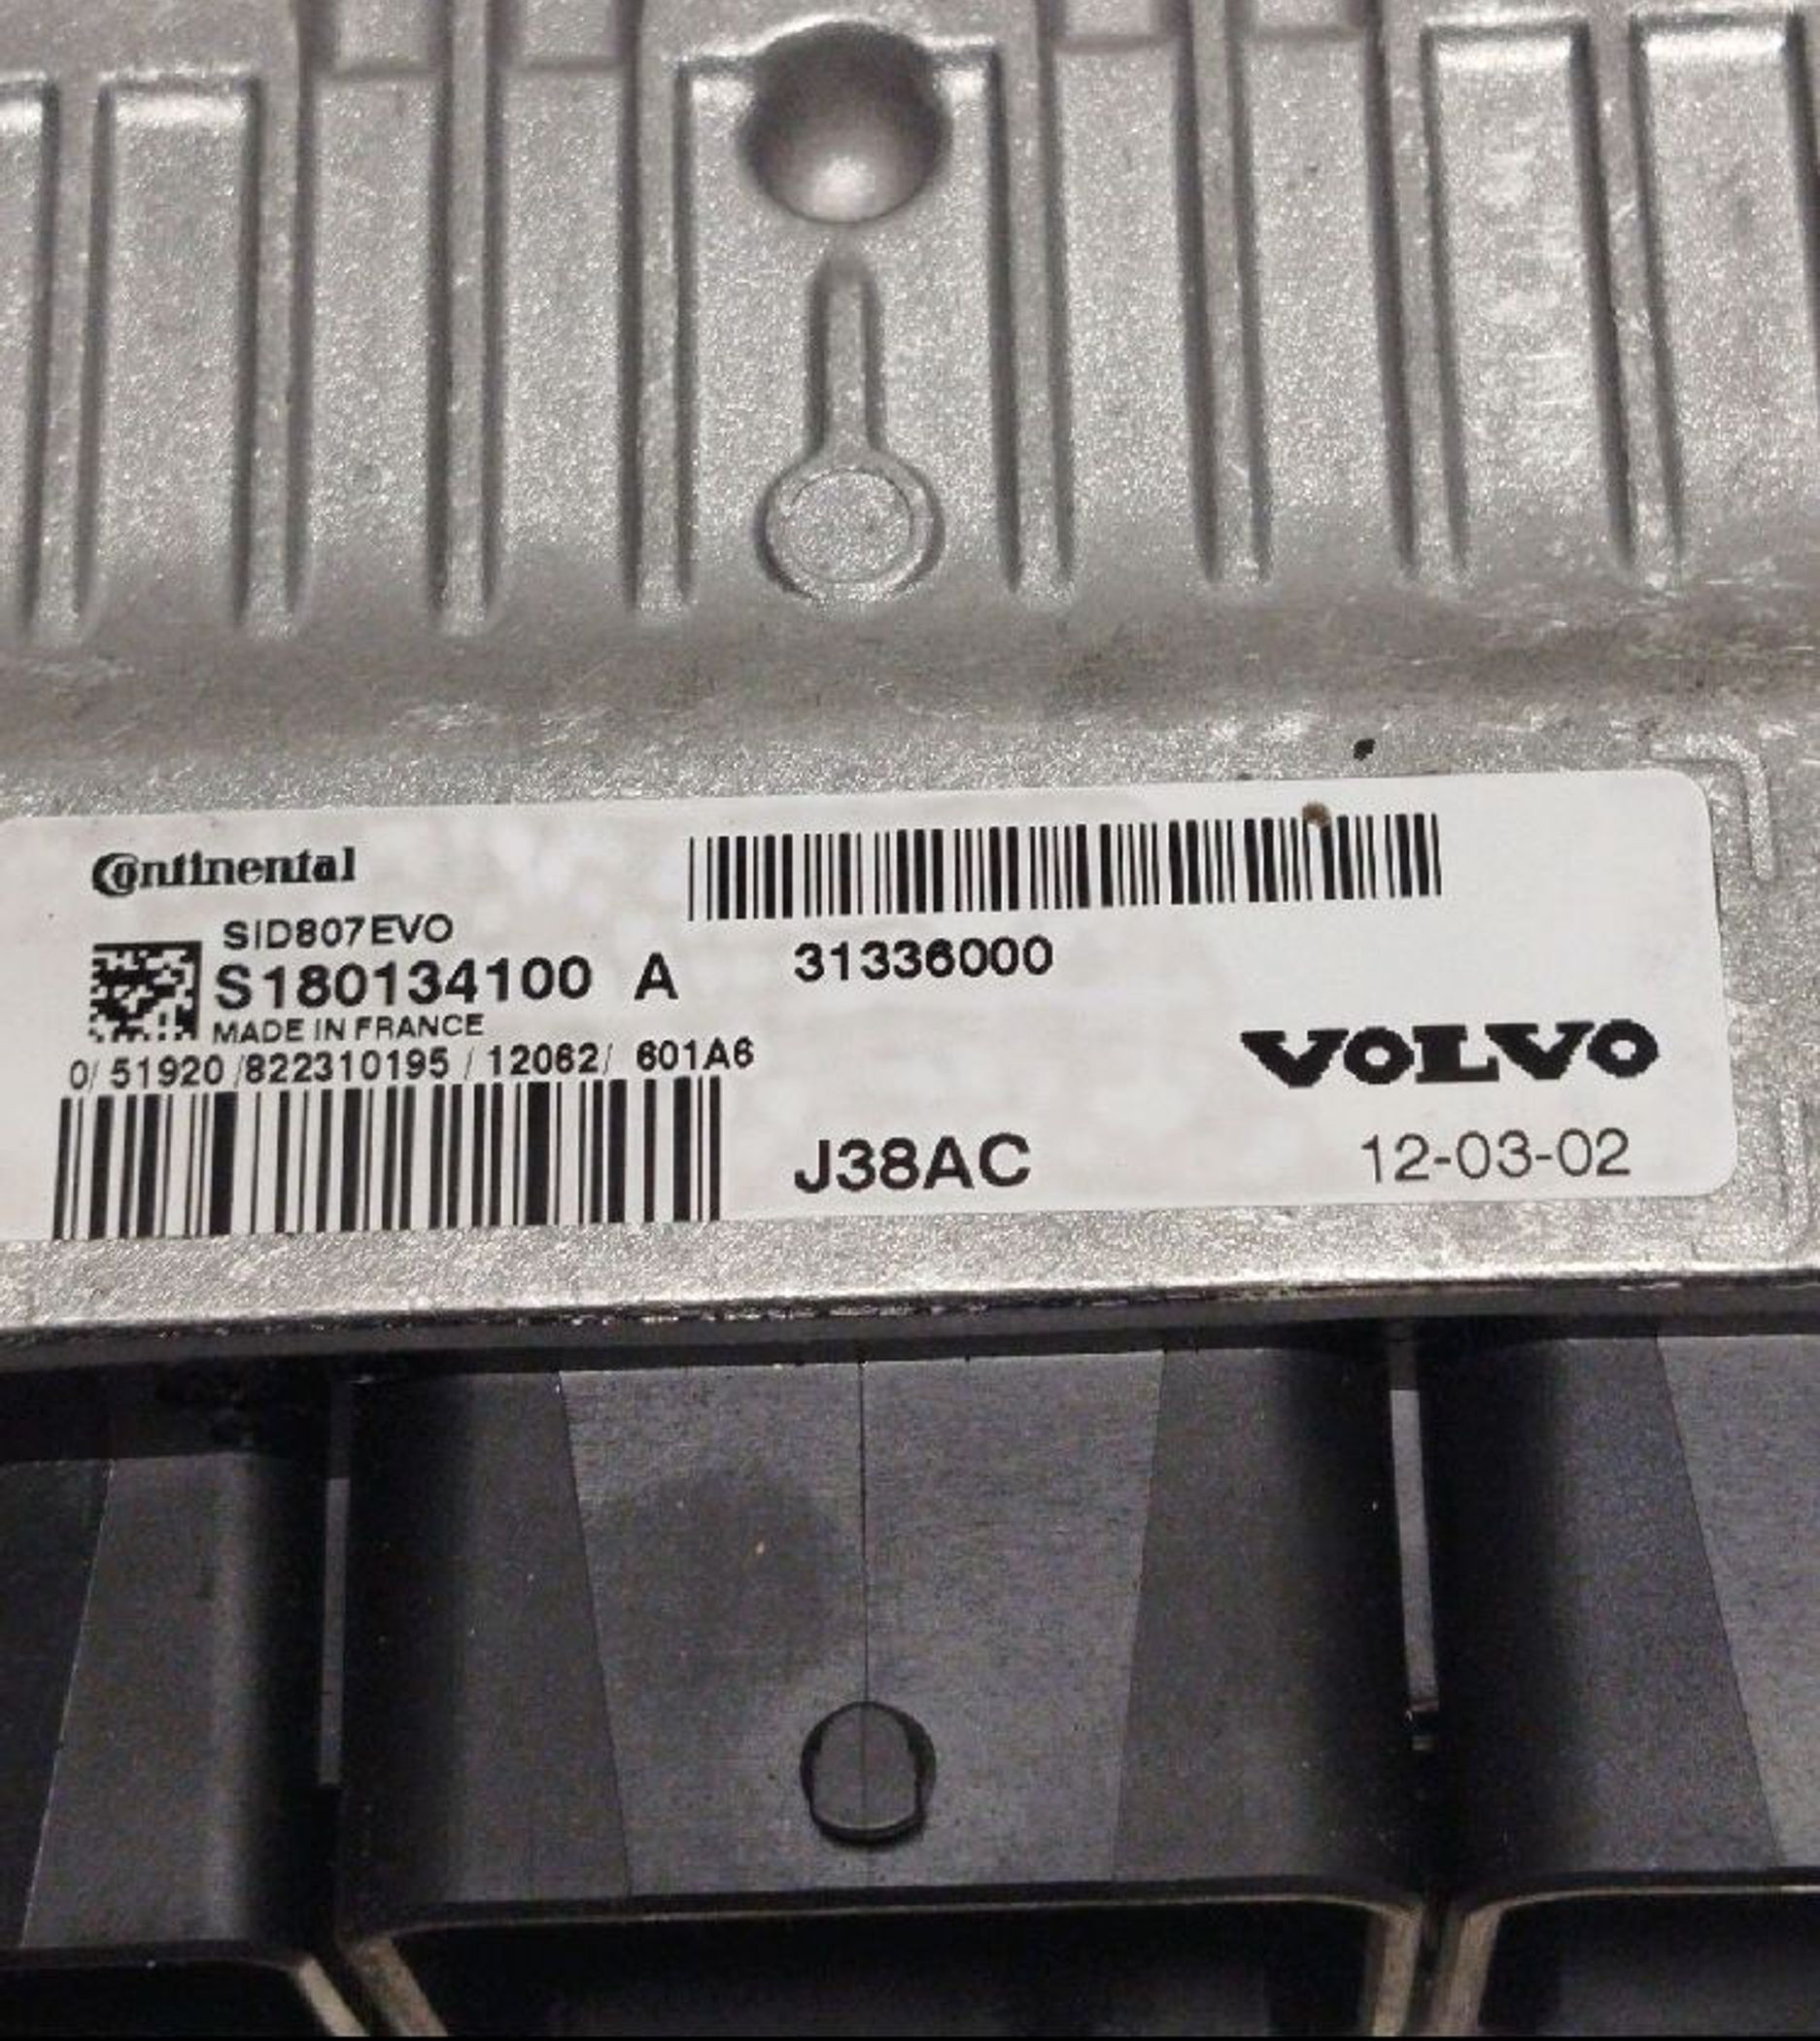 Continental
SID807EVO
S180134100 A
MADE IN FRANCE
0/ 51920 /822310195 / 12062/ 601A6
31336000
VOLVO
J38AC
12-03-02